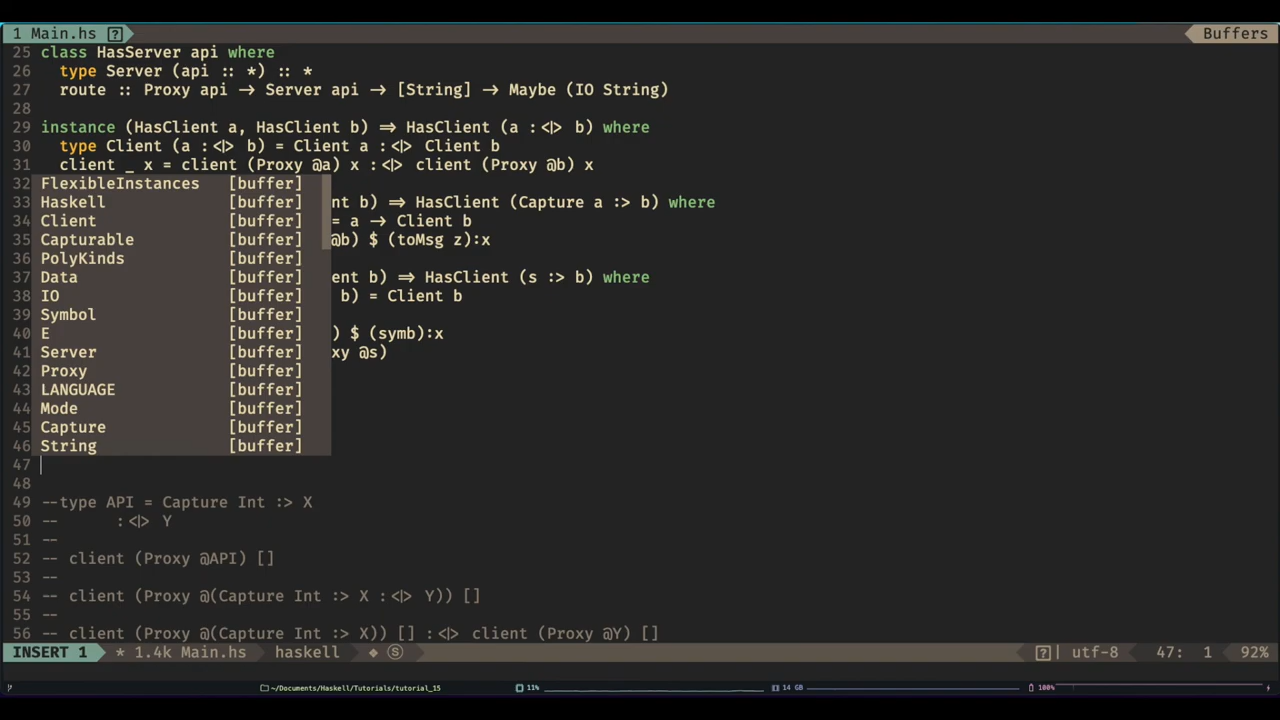 1 Main.hs ? Buffers
25 class HasServer api where
26 type Server (api :: *) :: *
27 route :: Proxy api → Server api → [String] → Maybe (IO String)
28
29 instance (HasClient a, HasClient b) ⇒ HasClient (a :<|> b) where
30 type Client (a :<|> b) = Client a :<|> Client b
31 client _ x = client (Proxy @a) x :<|> client (Proxy @b) x
32 FlexibleInstances [buffer]
33 Haskell [buffer] nt b) ⇒ HasClient (Capture a :> b) where
34 Client [buffer] = a → Client b
35 Capturable [buffer] @b) $ (toMsg z):x
36 PolyKinds [buffer]
37 Data [buffer] ent b) ⇒ HasClient (s :> b) where
38 IO [buffer] b) = Client b
39 Symbol [buffer]
40 E [buffer] ) $ (symb):x
41 Server [buffer] xy @s)
42 Proxy [buffer]
43 LANGUAGE [buffer]
44 Mode [buffer]
45 Capture [buffer]
46 String [buffer]
47
48
49 --type API = Capture Int :> X
50 -- :<|> Y
51 --
52 -- client (Proxy @API) []
53 --
54 -- client (Proxy @(Capture Int :> X :<|> Y)) []
55 --
56 -- client (Proxy @(Capture Int :> X)) [] :<|> client (Proxy @Y) []
INSERT 1 * 1.4k Main.hs haskell S ? utf-8 47: 1 92%
~/Documents/Haskell/Tutorials/tutorial_15 11% 14 GB 100%